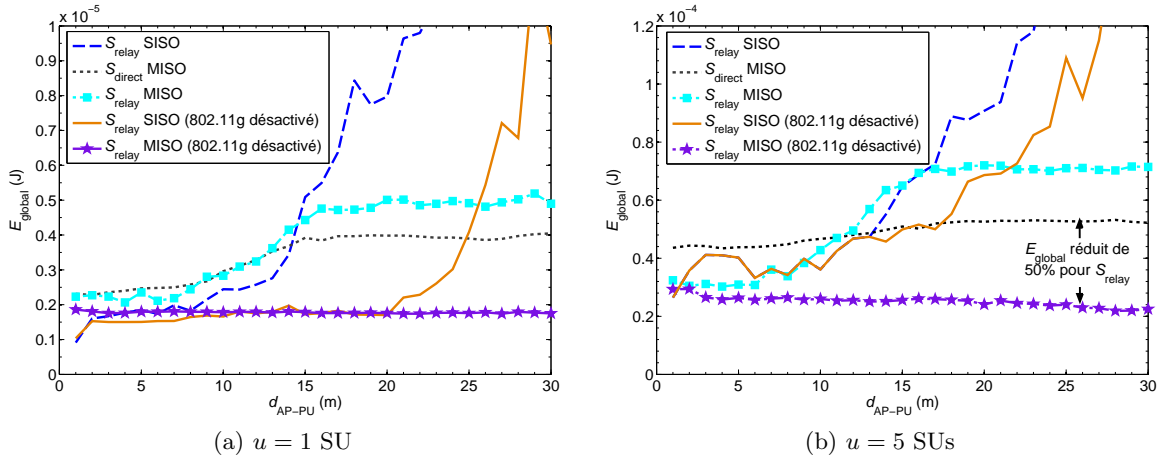 x 10⁻⁵
1
0.9
0.8
0.7
0.6
0.5
0.4
0.3
0.2
0.1
0
E_global (J)
0 5 10 15 20 25 30
d_AP−PU (m)
S_relay SISO
S_direct MISO
S_relay MISO
S_relay SISO (802.11g désactivé)
S_relay MISO (802.11g désactivé)
(a) u = 1 SU
x 10⁻⁴
1.2
1
0.8
0.6
0.4
0.2
0
E_global (J)
0 5 10 15 20 25 30
d_AP−PU (m)
S_relay SISO
S_direct MISO
S_relay MISO
S_relay SISO (802.11g désactivé)
S_relay MISO (802.11g désactivé)
E_global réduit de
50% pour S_relay
(b) u = 5 SUs